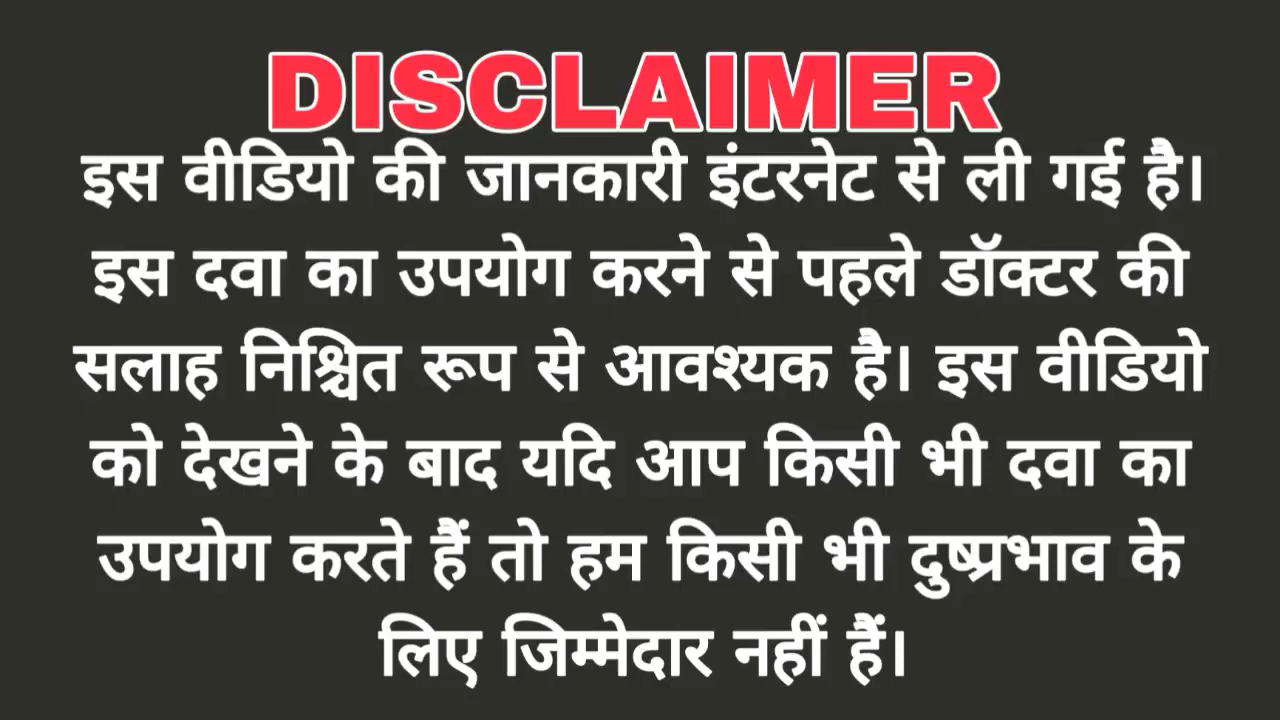 DISCLAIMER
इस वीडियो की जानकारी इंटरनेट से ली गई है।
इस दवा का उपयोग करने से पहले डॉक्टर की
सलाह निश्चित रूप से आवश्यक है। इस वीडियो
को देखने के बाद यदि आप किसी भी दवा का
उपयोग करते हैं तो हम किसी भी दुष्प्रभाव के
लिए जिम्मेदार नहीं हैं।